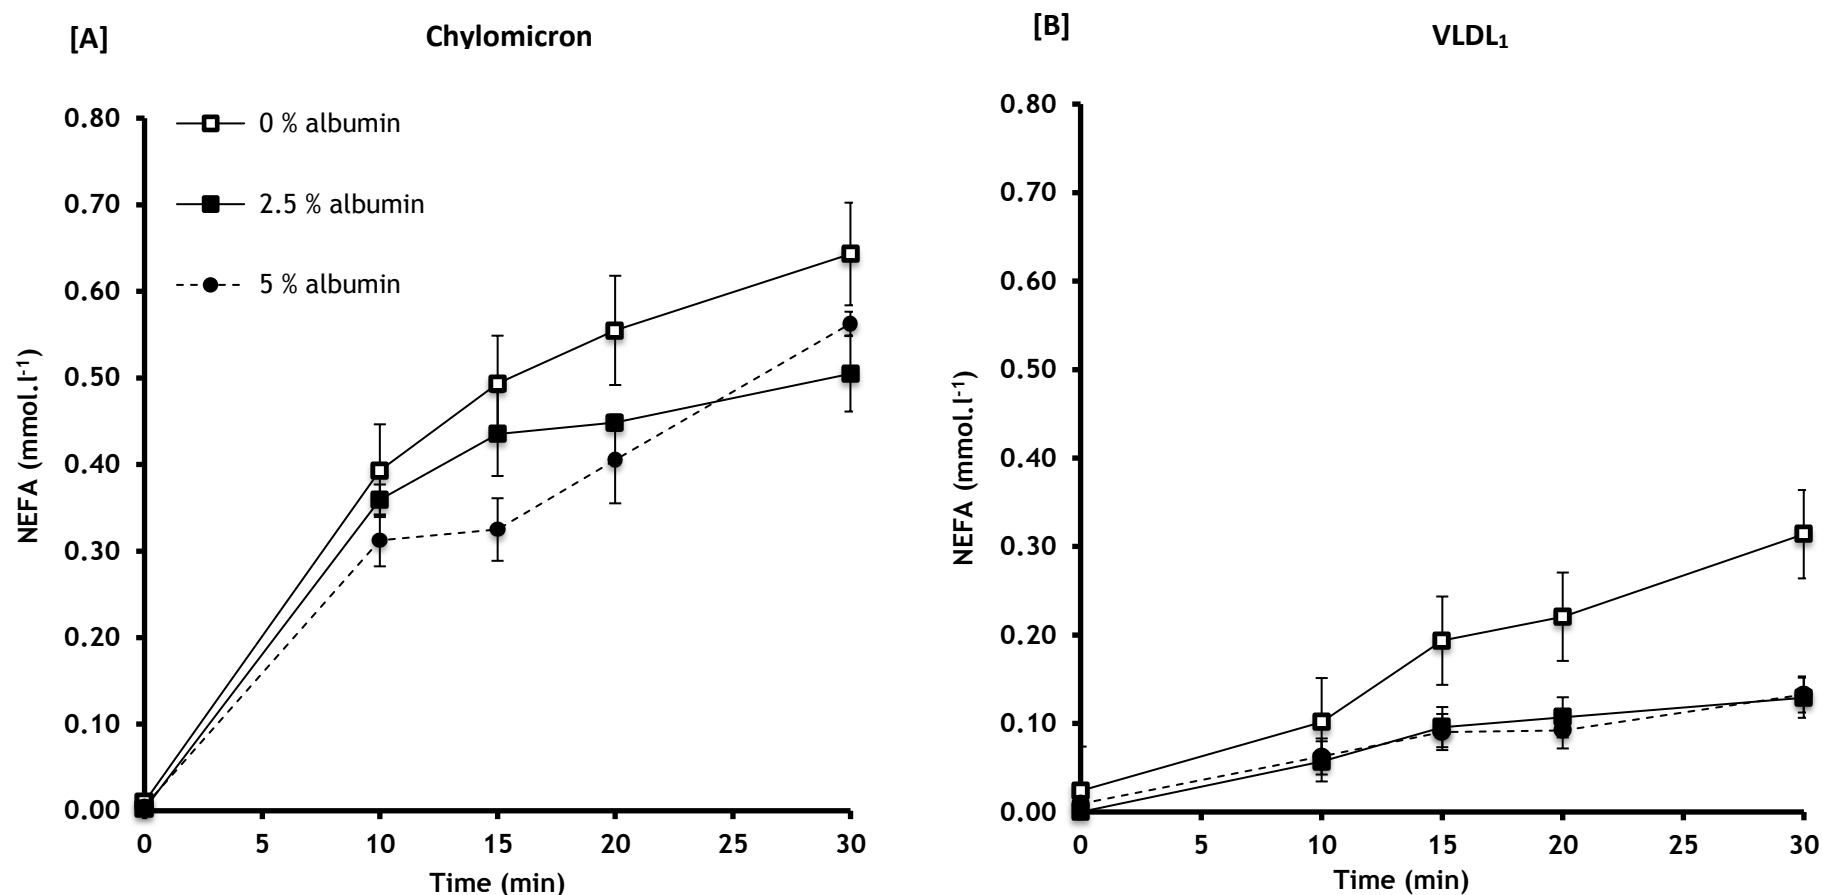 [A]
Chylomicron
0.80
0.70
0.60
0.50
0.40
0.30
0.20
0.10
0.00
NEFA (mmol.l⁻¹)
0 % albumin
2.5 % albumin
5 % albumin
0 5 10 15 20 25 30
Time (min)
[B]
VLDL₁
0.80
0.70
0.60
0.50
0.40
0.30
0.20
0.10
0.00
NEFA (mmol.l⁻¹)
0 5 10 15 20 25 30
Time (min)